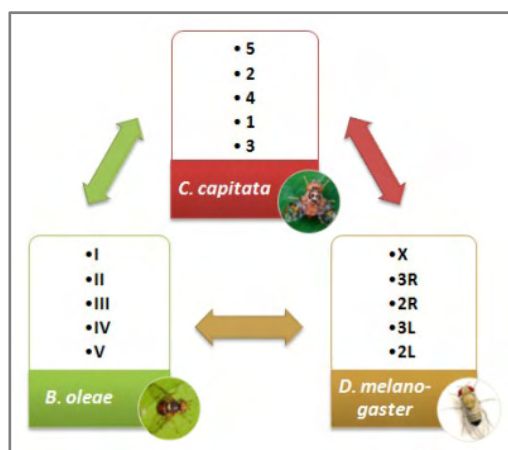 • 5
• 2
• 4
• 1
• 3
C. capitata
•I
•II
•III
•IV
•V
B. oleae
•X
•3R
•2R
•3L
•2L
D. melano-
gaster